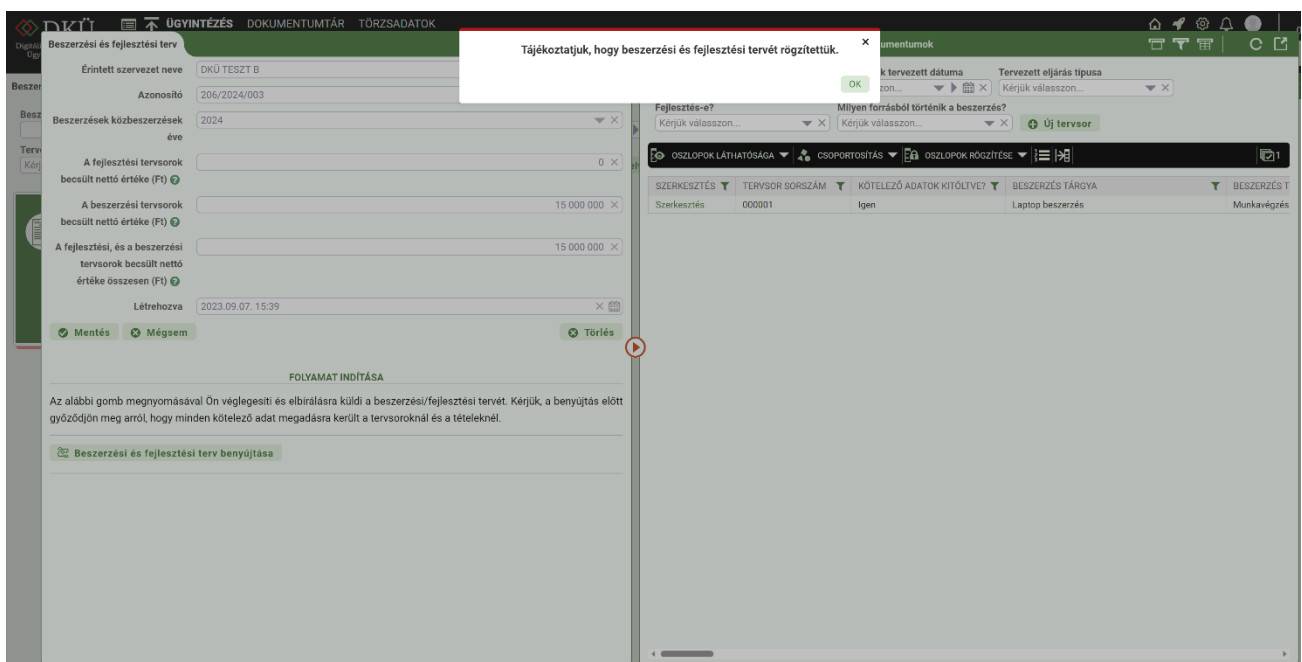 DKÜ
ÜGYINTÉZÉS DOKUMENTUMTÁR TÖRZSADATOK
Beszerzési és fejlesztési terv
Tájékoztatjuk, hogy beszerzési és fejlesztési tervét rögzítettük.
×
OK
Érintett szervezet neve DKÜ TESZT B
Azonosító 206/2024/003
Beszerzések közbeszerzések
éve
2024
A fejlesztési tervsorok
becsült nettó értéke (Ft)
0
A beszerzési tervsorok
becsült nettó értéke (Ft)
15 000 000
A fejlesztési, és a beszerzési
tervsorok becsült nettó
értéke összesen (Ft)
15 000 000
Létrehozva 2023.09.07. 15:39
Mentés Mégsem Törlés
FOLYAMAT INDÍTÁSA
Az alábbi gomb megnyomásával Ön véglegesíti és elbírálásra küldi a beszerzési/fejlesztési tervét. Kérjük, a benyújtás előtt
győződjön meg arról, hogy minden kötelező adat megadásra került a tervsoroknál és a tételeknél.
Beszerzési és fejlesztési terv benyújtása
umentumok
k tervezett dátuma Tervezett eljárás típusa
zon... Kérjük válasszon...
Fejlesztés-e? Milyen forrásból történik a beszerzés?
Kérjük válasszon... Kérjük válasszon... Új tervsor
OSZLOPOK LÁTHATÓSÁGA CSOPORTOSÍTÁS OSZLOPOK RÖGZÍTÉSE 1
SZERKESZTÉS TERVSOR SORSZÁM KÖTELEZŐ ADATOK KITÖLTVE? BESZERZÉS TÁRGYA BESZERZÉS T
Szerkesztés 000001 Igen Laptop beszerzés Munkavégzés